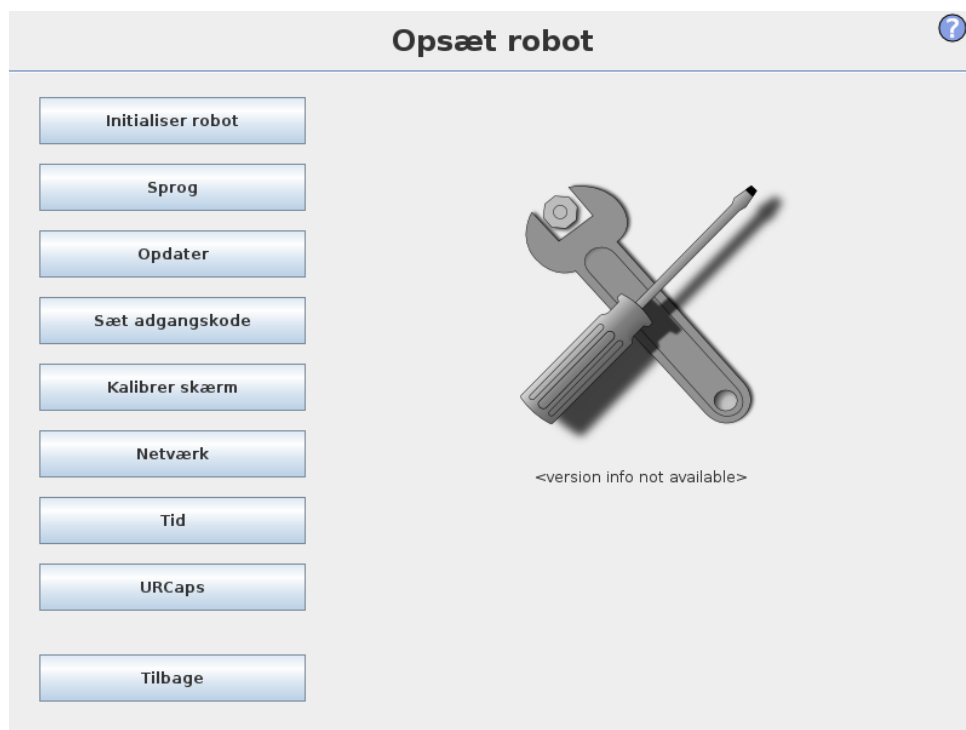 Opsæt robot
?
Initialiser robot
Sprog
Opdater
Sæt adgangskode
Kalibrer skærm
Netværk
Tid
URCaps
Tilbage
<version info not available>